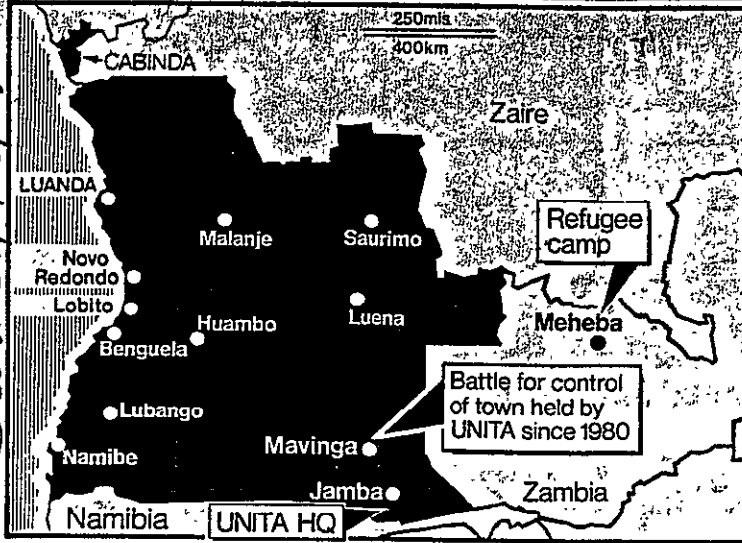 250mis
400km
CABINDA
Zaire
LUANDA
Malanje
Saurimo
Refugee
camp
Novo
Redondo
Lobito
Luena
Huambo
Meheba
Benguela
Battle for control
of town held by
UNITA since 1980
Lubango
Mavinga
Namibe
Jamba
Zambia
Namibia
UNITA HQ